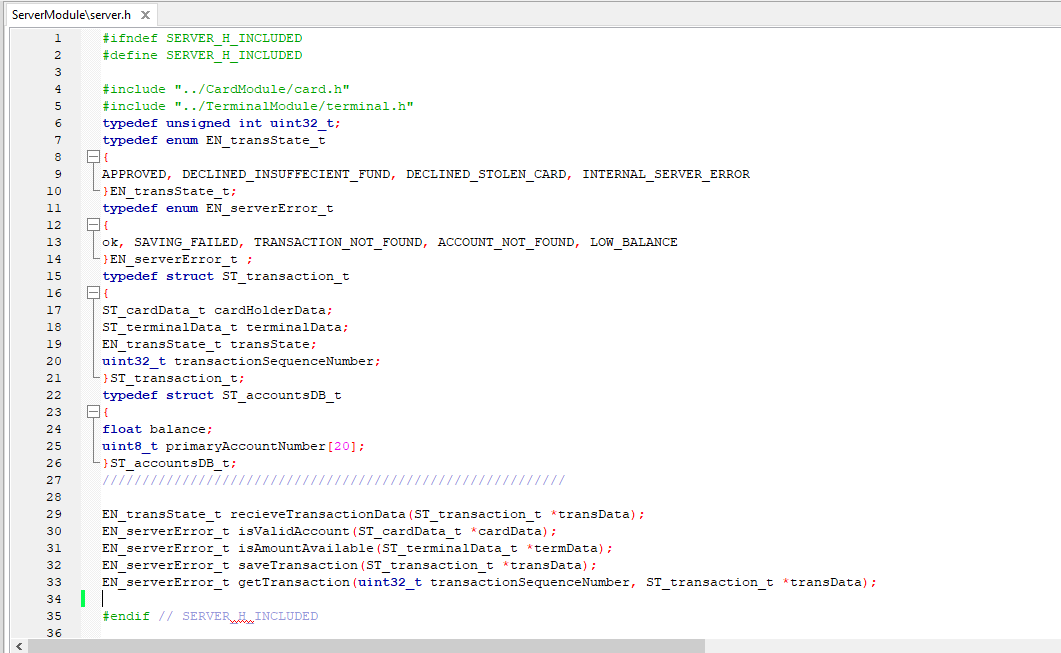 ServerModule\server.h X
1 #ifndef SERVER_H_INCLUDED
2 #define SERVER_H_INCLUDED
3
4 #include "../CardModule/card.h"
5 #include "../TerminalModule/terminal.h"
6 typedef unsigned int uint32_t;
7 typedef enum EN_transState_t
8 {
9 APPROVED, DECLINED_INSUFFECIENT_FUND, DECLINED_STOLEN_CARD, INTERNAL_SERVER_ERROR
10 }EN_transState_t;
11 typedef enum EN_serverError_t
12 {
13 ok, SAVING_FAILED, TRANSACTION_NOT_FOUND, ACCOUNT_NOT_FOUND, LOW_BALANCE
14 }EN_serverError_t ;
15 typedef struct ST_transaction_t
16 {
17 ST_cardData_t cardHolderData;
18 ST_terminalData_t terminalData;
19 EN_transState_t transState;
20 uint32_t transactionSequenceNumber;
21 }ST_transaction_t;
22 typedef struct ST_accountsDB_t
23 {
24 float balance;
25 uint8_t primaryAccountNumber[20];
26 }ST_accountsDB_t;
27 //////////////////////////////////////////////////////////
28
29 EN_transState_t recieveTransactionData(ST_transaction_t *transData);
30 EN_serverError_t isValidAccount(ST_cardData_t *cardData);
31 EN_serverError_t isAmountAvailable(ST_terminalData_t *termData);
32 EN_serverError_t saveTransaction(ST_transaction_t *transData);
33 EN_serverError_t getTransaction(uint32_t transactionSequenceNumber, ST_transaction_t *transData);
34
35 #endif // SERVER_H_INCLUDED
36